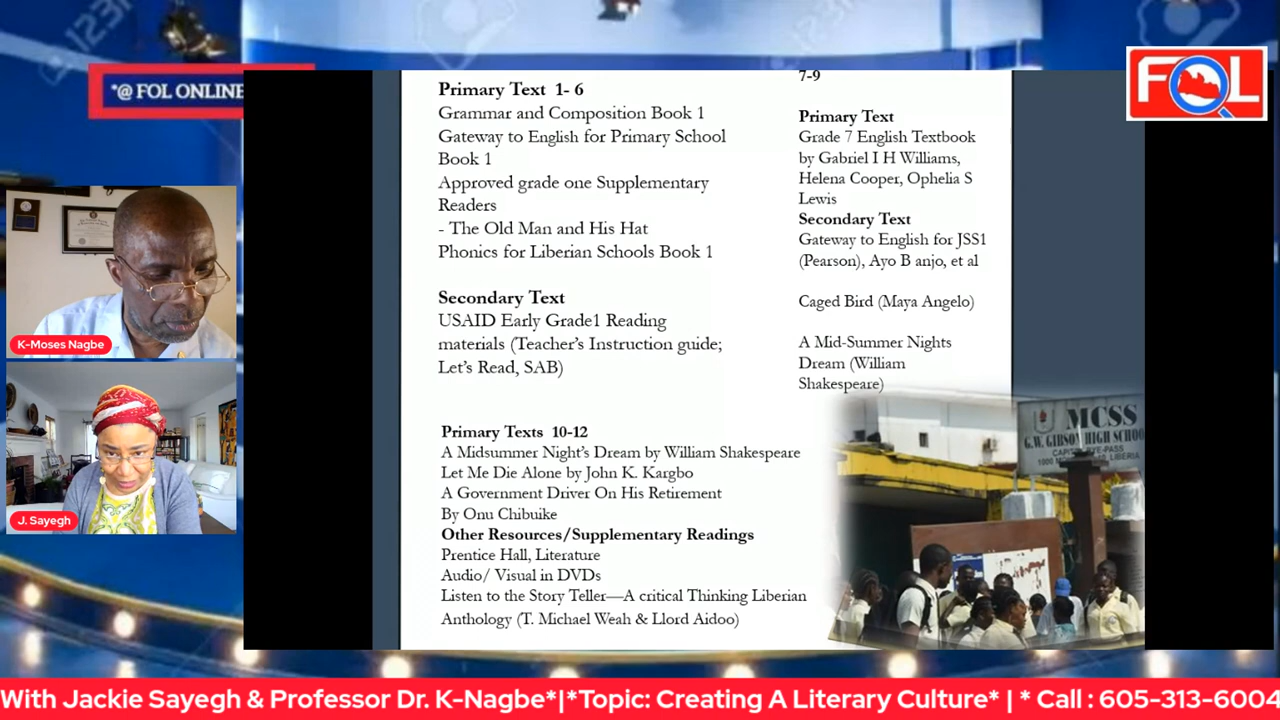 *@ FOL ONLINE
FOL
K-Moses Nagbe
J. Sayegh
Primary Text 1- 6
Grammar and Composition Book 1
Gateway to English for Primary School
Book 1
Approved grade one Supplementary
Readers
- The Old Man and His Hat
Phonics for Liberian Schools Book 1
Secondary Text
USAID Early Grade1 Reading
materials (Teacher's Instruction guide;
Let's Read, SAB)
7-9
Primary Text
Grade 7 English Textbook
by Gabriel I H Williams,
Helena Cooper, Ophelia S
Lewis
Secondary Text
Gateway to English for JSS1
(Pearson), Ayo B anjo, et al
Caged Bird (Maya Angelo)
A Mid-Summer Nights
Dream (William
Shakespeare)
Primary Texts 10-12
A Midsummer Night's Dream by William Shakespeare
Let Me Die Alone by John K. Kargbo
A Government Driver On His Retirement
By Onu Chibuike
Other Resources/Supplementary Readings
Prentice Hall, Literature
Audio/ Visual in DVDs
Listen to the Story Teller—A critical Thinking Liberian
Anthology (T. Michael Weah & Llord Aidoo)
MCSS
G.W. GIBSON HIGH SCHOO
BYE-PASS
LIBERIA
With Jackie Sayegh & Professor Dr. K-Nagbe*|*Topic: Creating A Literary Culture* | * Call : 605-313-6004